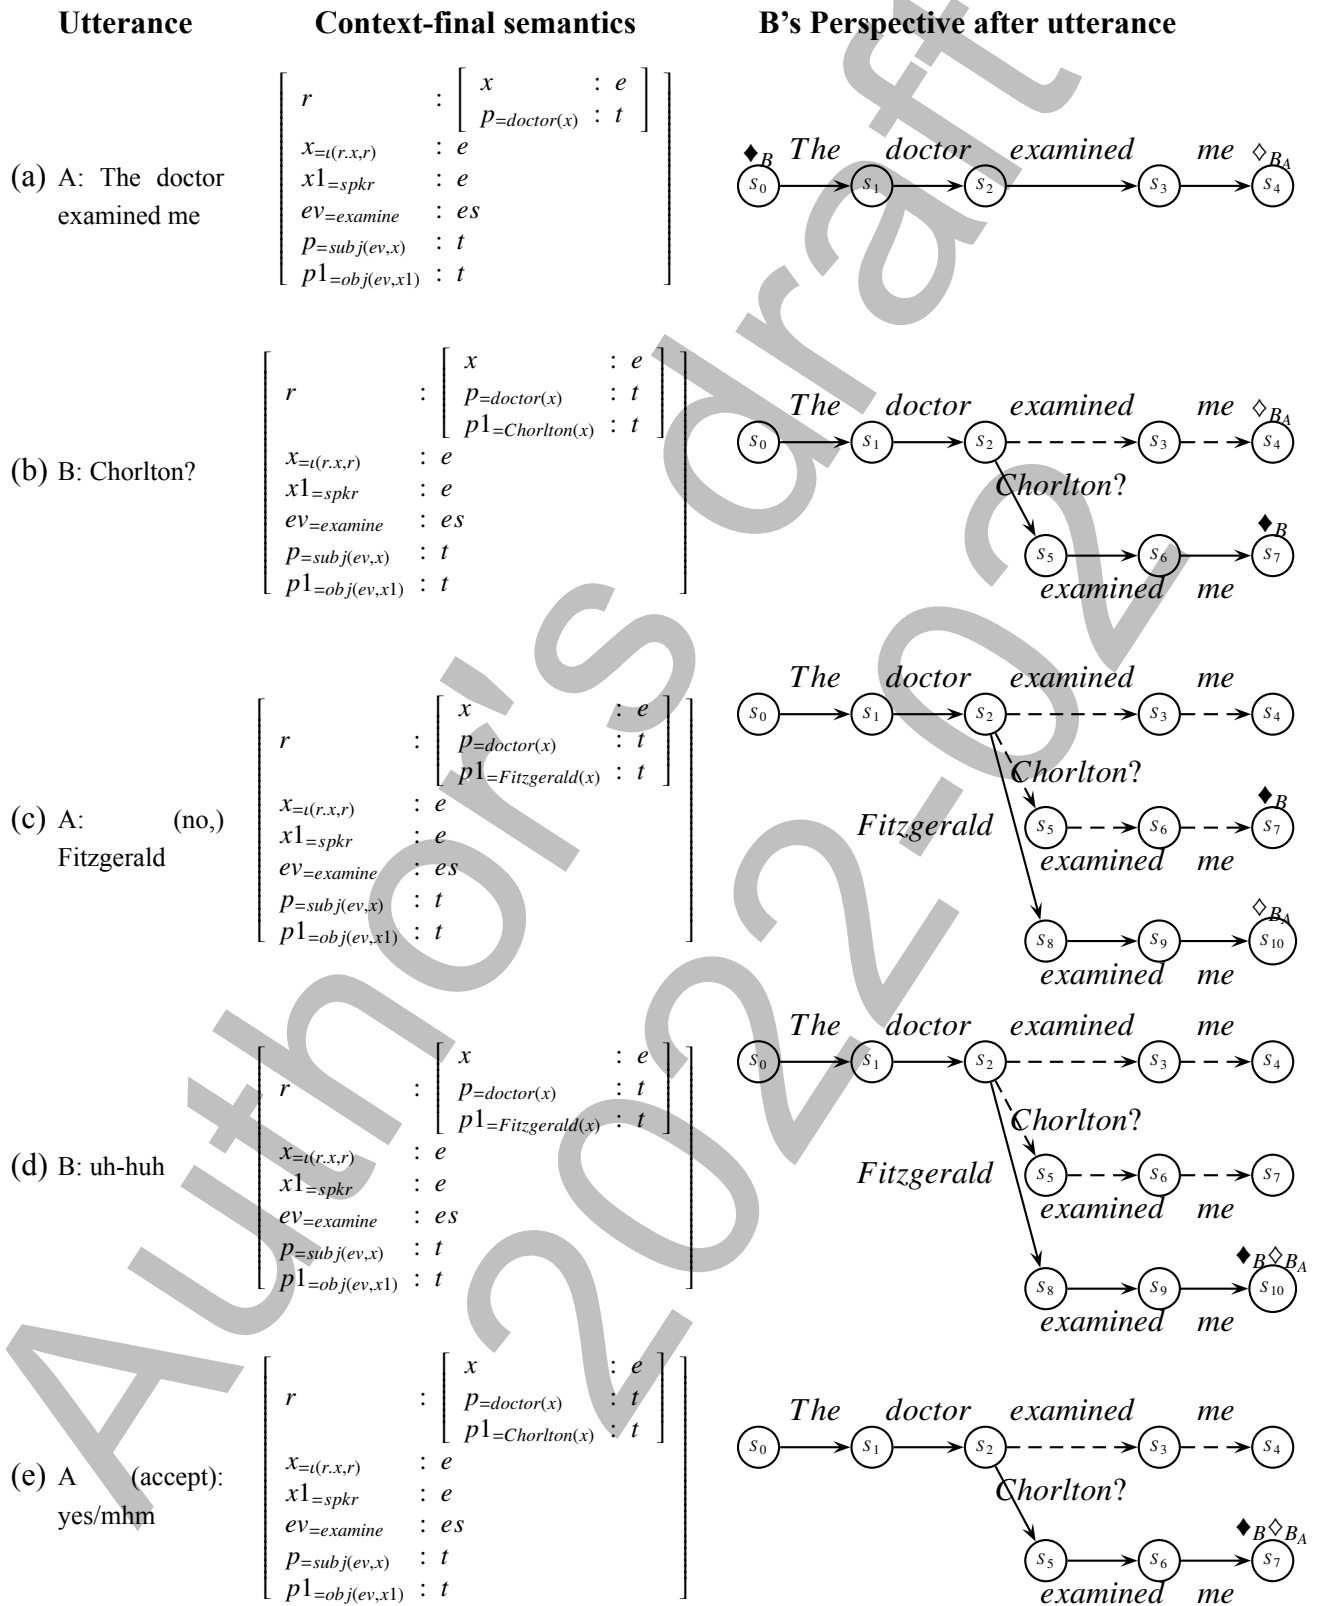 Utterance Context-final semantics B's Perspective after utterance
(a) A: The doctor examined me
r : [ x : e
p=doctor(x) : t ]
x=ι(r.x,r) : e
x1=spkr : e
ev=examine : es
p=subj(ev,x) : t
p1=obj(ev,x1) : t
♦B The doctor examined me ◇BA
S0 S1 S2 S3 S4
(b) B: Chorlton?
r : [ x : e
p=doctor(x) : t
p1=Chorlton(x) : t ]
x=ι(r.x,r) : e
x1=spkr : e
ev=examine : es
p=subj(ev,x) : t
p1=obj(ev,x1) : t
The doctor examined me ◇BA
S0 S1 S2 S3 S4
Chorlton?
♦B
S5 S6 S7
examined me
(c) A: (no,) Fitzgerald
r : [ x : e
p=doctor(x) : t
p1=Fitzgerald(x) : t ]
x=ι(r.x,r) : e
x1=spkr : e
ev=examine : es
p=subj(ev,x) : t
p1=obj(ev,x1) : t
The doctor examined me
S0 S1 S2 S3 S4
Chorlton?
♦B
Fitzgerald S5 S6 S7
examined me
◇BA
S8 S9 S10
examined me
(d) B: uh-huh
r : [ x : e
p=doctor(x) : t
p1=Fitzgerald(x) : t ]
x=ι(r.x,r) : e
x1=spkr : e
ev=examine : es
p=subj(ev,x) : t
p1=obj(ev,x1) : t
The doctor examined me
S0 S1 S2 S3 S4
Chorlton?
Fitzgerald S5 S6 S7
examined me
♦B◇BA
S8 S9 S10
examined me
(e) A (accept): yes/mhm
r : [ x : e
p=doctor(x) : t
p1=Chorlton(x) : t ]
x=ι(r.x,r) : e
x1=spkr : e
ev=examine : es
p=subj(ev,x) : t
p1=obj(ev,x1) : t
The doctor examined me
S0 S1 S2 S3 S4
Chorlton?
♦B◇BA
S5 S6 S7
examined me
Author's draft
2022-02